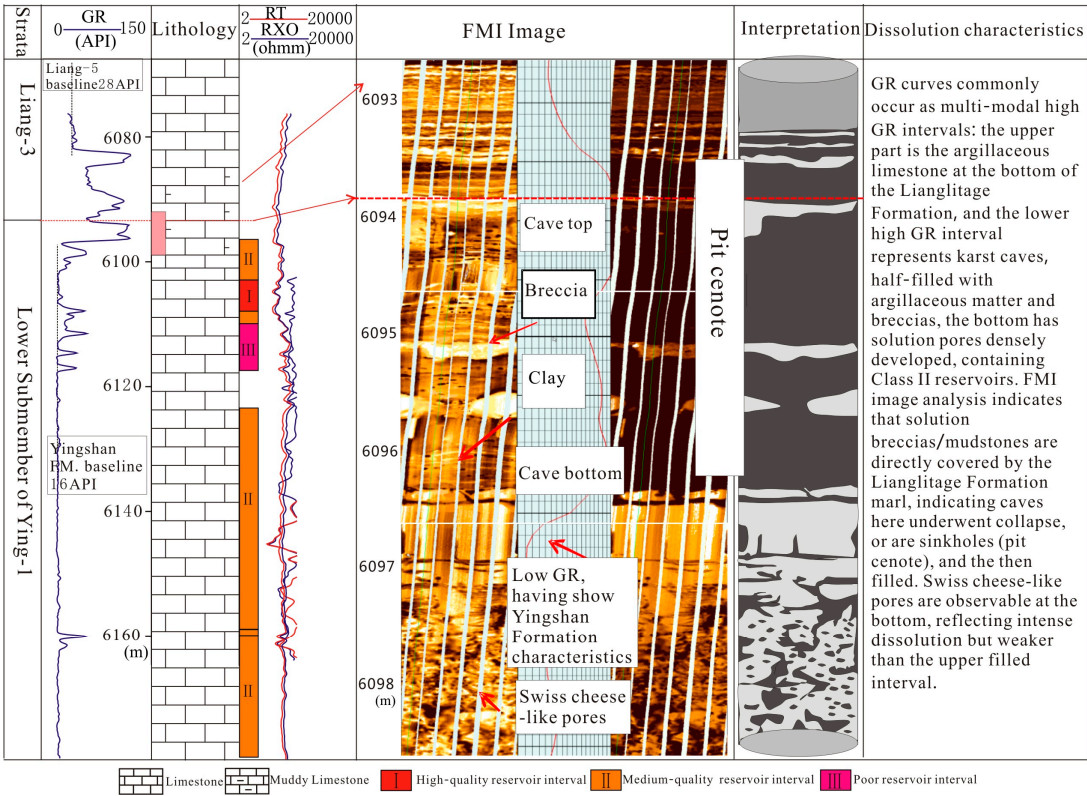 Strata
GR
0 150
(API)
Lithology
2 RT 20000
2 RXO 20000
(ohmm)
FMI Image
Interpretation
Dissolution characteristics
Liang-3
Lower Submember of Ying-1
Liang-5
baseline28API
6080
6100
6120
6140
6160
(m)
Yingshan
FM. baseline
16API
II
I
III
II
II
6093
6094
6095
6096
6097
6098
(m)
Cave top
Breccia
Clay
Cave bottom
Low GR,
having show
Yingshan
Formation
characteristics
Swiss cheese
-like pores
Pit cenote
GR curves commonly
occur as multi-modal high
GR intervals: the upper
part is the argillaceous
limestone at the bottom of
the Lianglitage
Formation, and the lower
high GR interval
represents karst caves,
half-filled with
argillaceous matter and
breccias, the bottom has
solution pores densely
developed, containing
Class II reservoirs. FMI
image analysis indicates
that solution
breccias/mudstones are
directly covered by the
Lianglitage Formation
marl, indicating caves
here underwent collapse,
or are sinkholes (pit
cenote), and the then
filled. Swiss cheese-like
pores are observable at the
bottom, reflecting intense
dissolution but weaker
than the upper filled
interval.
Limestone
Muddy Limestone
I High-quality reservoir interval
II Medium-quality reservoir interval
III Poor reservoir interval